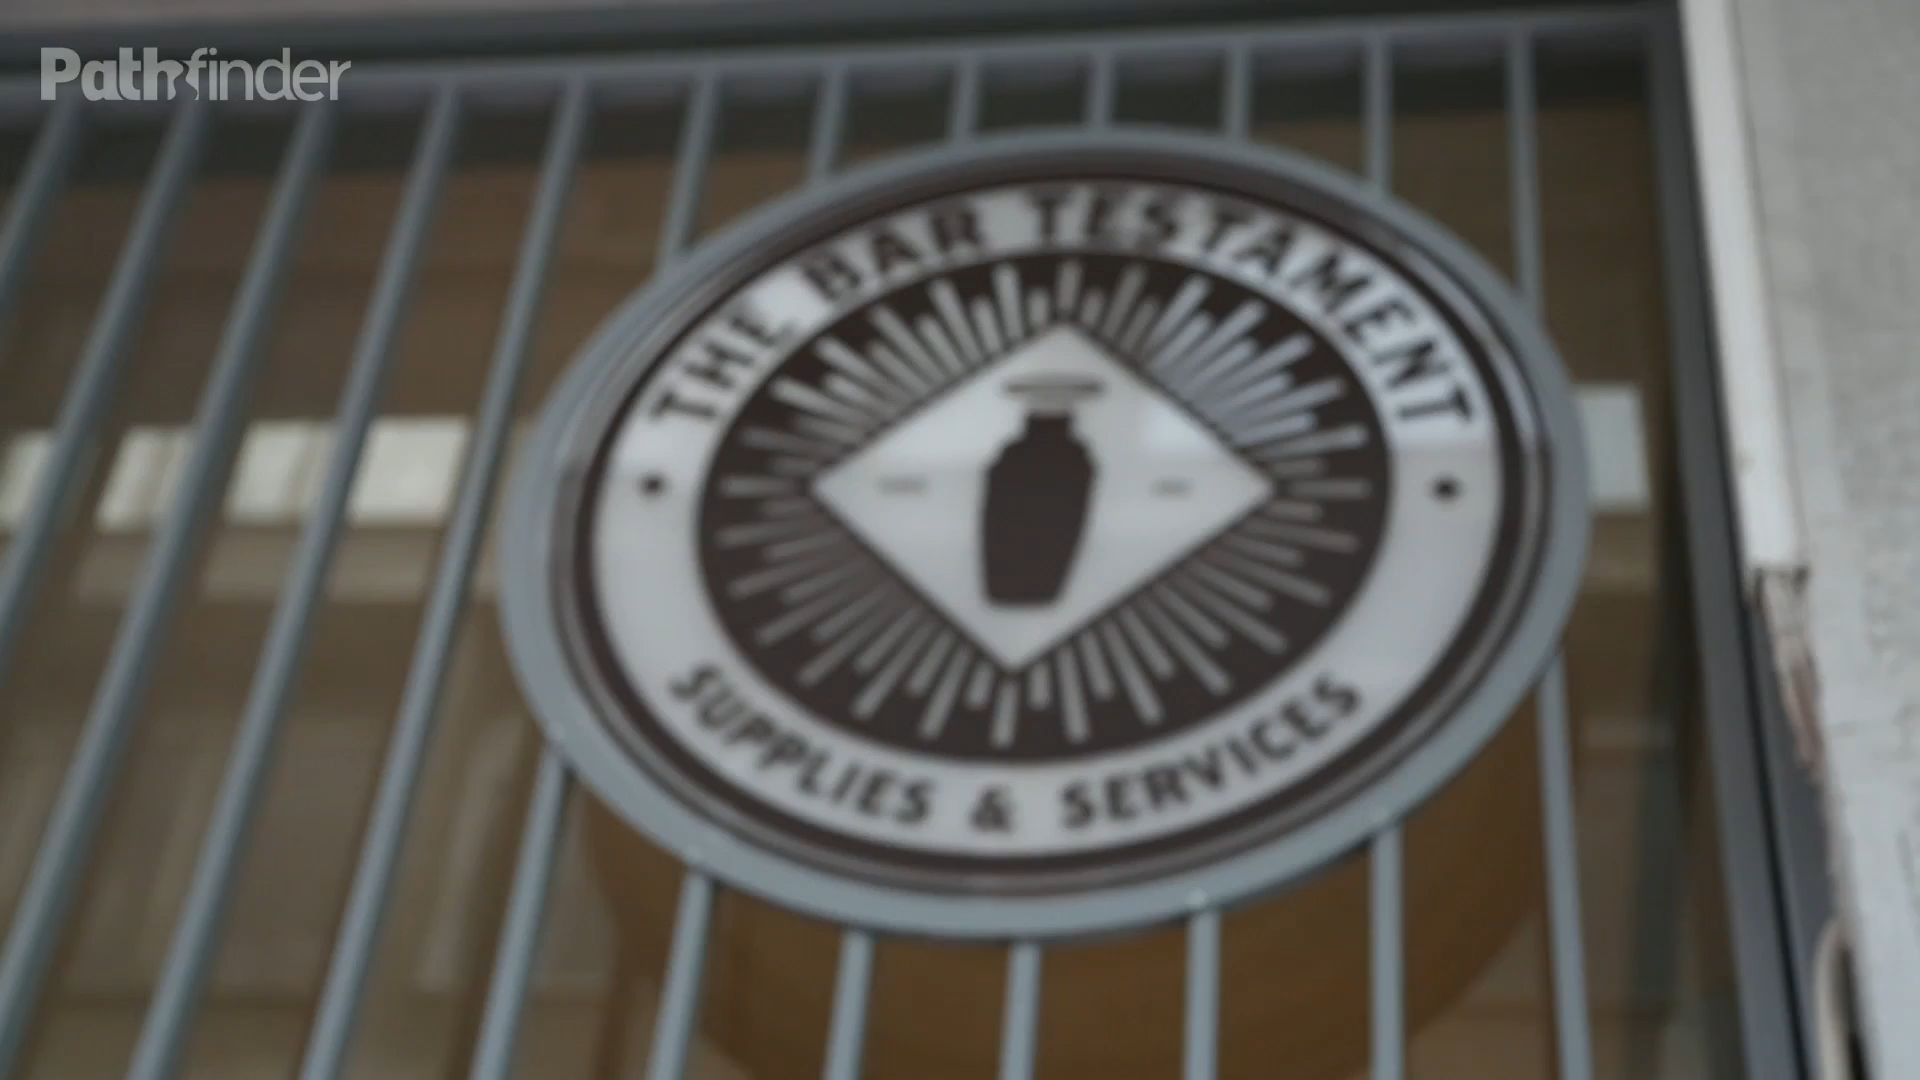 Pathfinder
THE BAR TESTAMENT
SUPPLIES & SERVICES